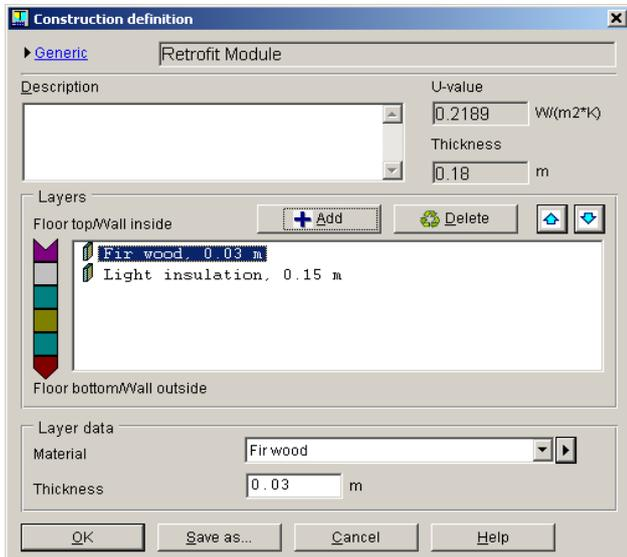 Construction definition
Generic Retrofit Module
Description U-value
0.2189 W/(m2*K)
Thickness
0.18 m
Layers
Floor top/Wall inside Add Delete
Fir wood, 0.03 m
Light insulation, 0.15 m
Floor bottom/Wall outside
Layer data
Material Fir wood
Thickness 0.03 m
OK Save as... Cancel Help